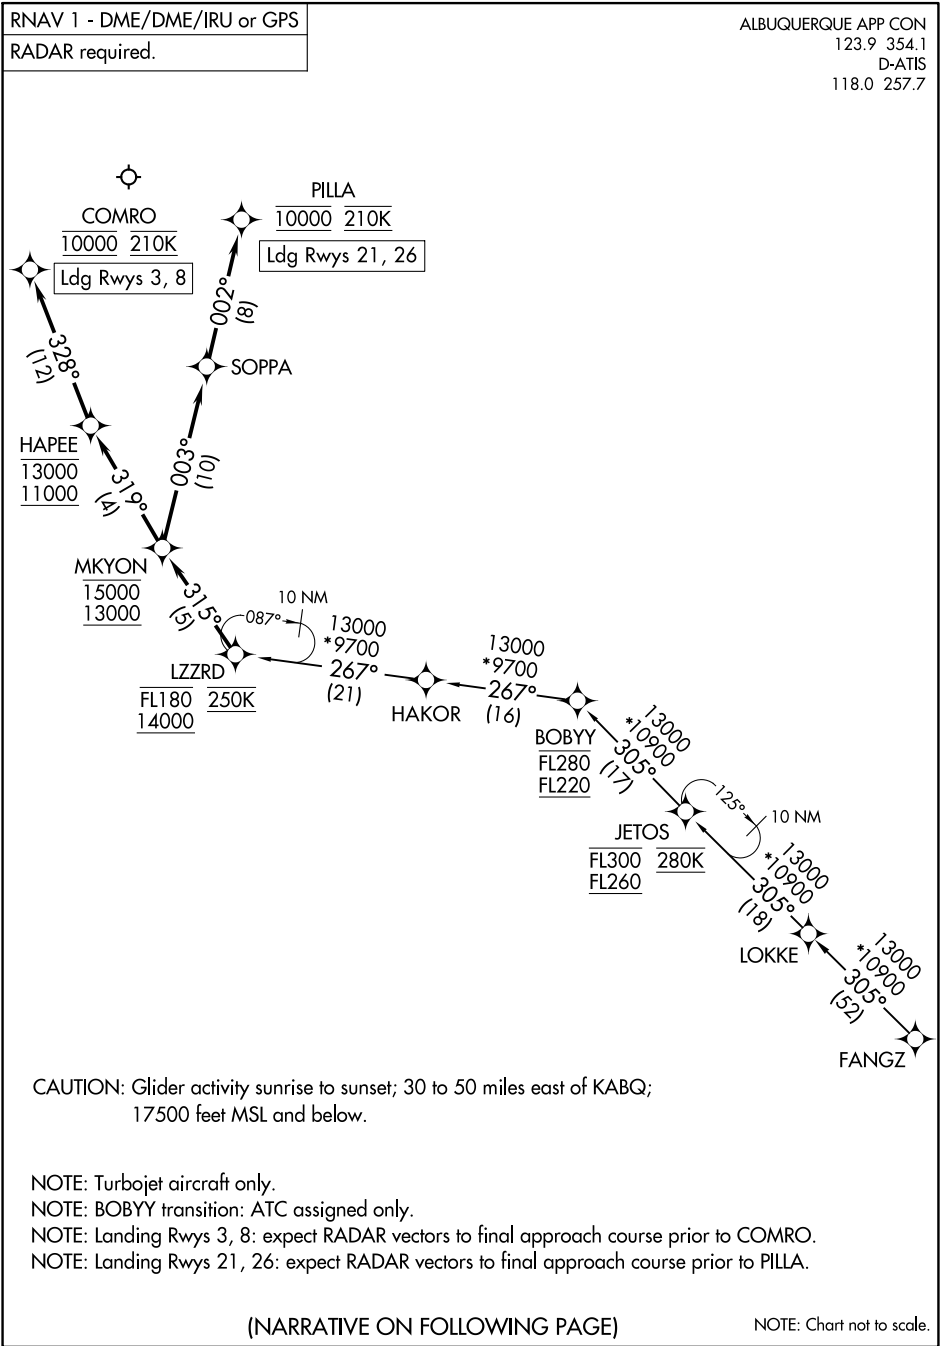 RNAV 1 - DME/DME/IRU or GPS
RADAR required.
ALBUQUERQUE APP CON
123.9 354.1
D-ATIS
118.0 257.7
PILLA
10000 210K
Ldg Rwys 21, 26
COMRO
10000 210K
Ldg Rwys 3, 8
002°
(8)
328°
(12)
SOPPA
HAPEE
13000
11000
003°
(10)
319°
(4)
MKYON
15000
13000
315°
(5)
087°
10 NM
13000
*9700
267°
(21)
LZZRD
FL180 250K
14000
HAKOR
13000
*9700
267°
(16)
BOBYY
FL280
FL220
13000
*10900
305°
(17)
125°
10 NM
JETOS
FL300 280K
FL260
13000
*10900
305°
(18)
LOKKE
13000
*10900
305°
(52)
FANGZ
CAUTION: Glider activity sunrise to sunset; 30 to 50 miles east of KABQ;
17500 feet MSL and below.
NOTE: Turbojet aircraft only.
NOTE: BOBYY transition: ATC assigned only.
NOTE: Landing Rwys 3, 8: expect RADAR vectors to final approach course prior to COMRO.
NOTE: Landing Rwys 21, 26: expect RADAR vectors to final approach course prior to PILLA.
(NARRATIVE ON FOLLOWING PAGE)
NOTE: Chart not to scale.